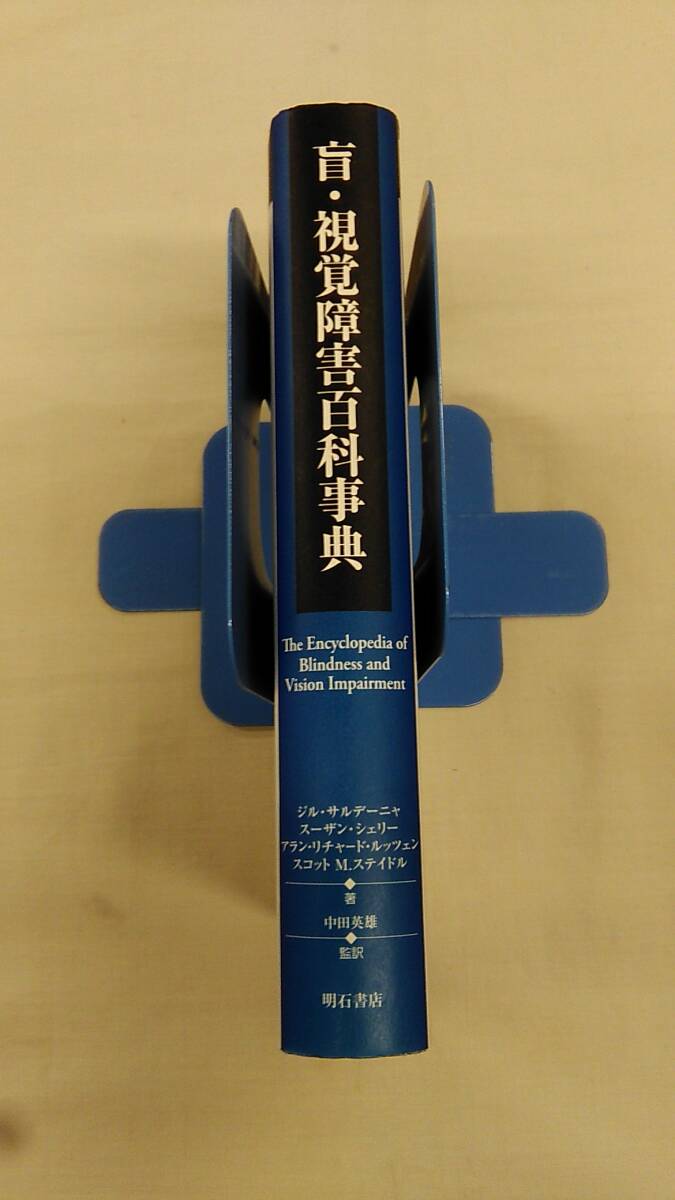 盲・視覚障害百科事典
The Encyclopedia of
Blindness and
Vision Impairment
ジル・サルデーニャ
スーザン・シェリー
アラン・リチャード・ルッツェン
スコット M.ステイドル
著
中田英雄
監訳
明石書店